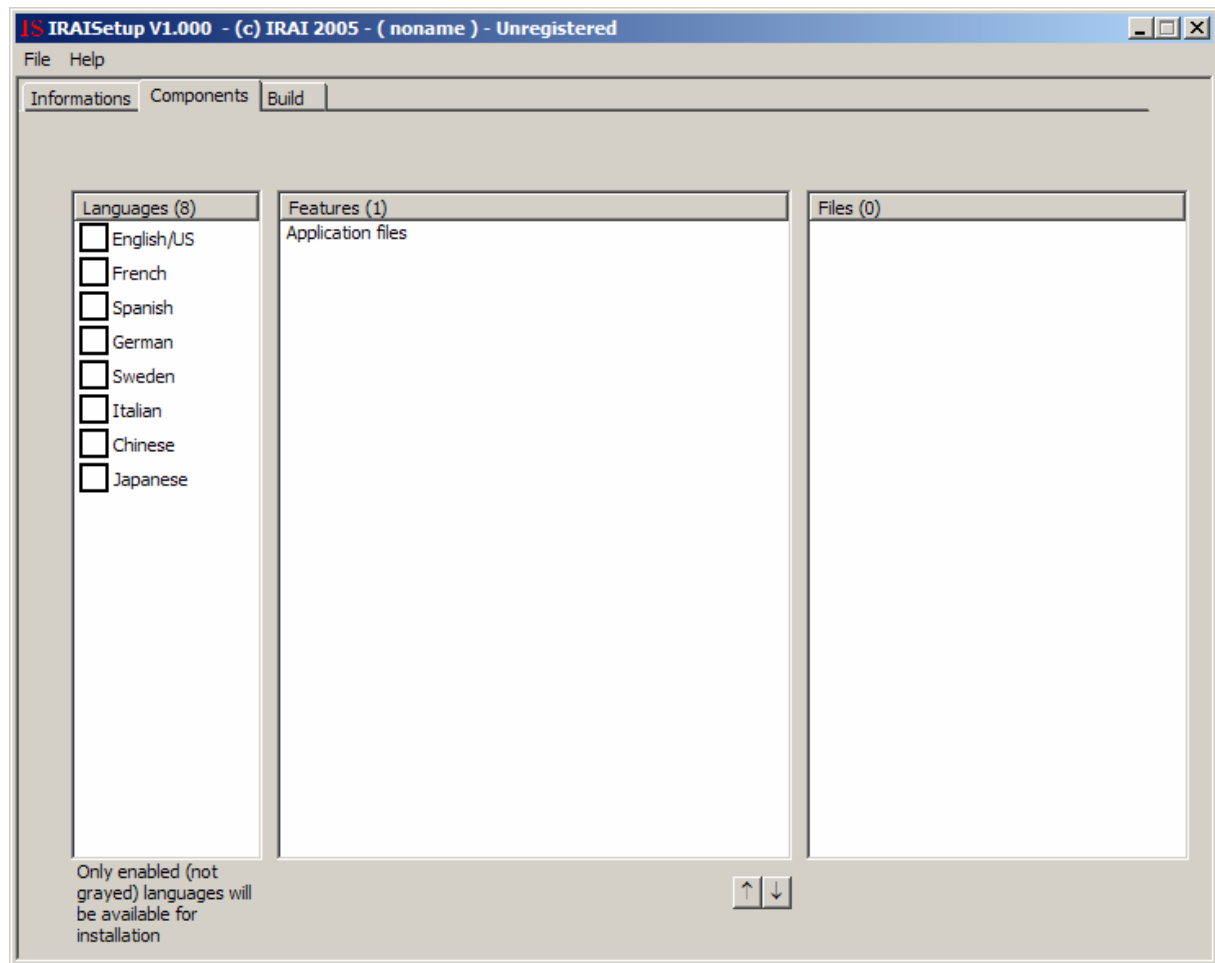 IS IRAISetup V1.000 - (c) IRAI 2005 - ( noname ) - Unregistered
File Help
Informations Components Build
Languages (8) Features (1) Files (0)
English/US Application files
French
Spanish
German
Sweden
Italian
Chinese
Japanese
Only enabled (not
grayed) languages will
be available for
installation